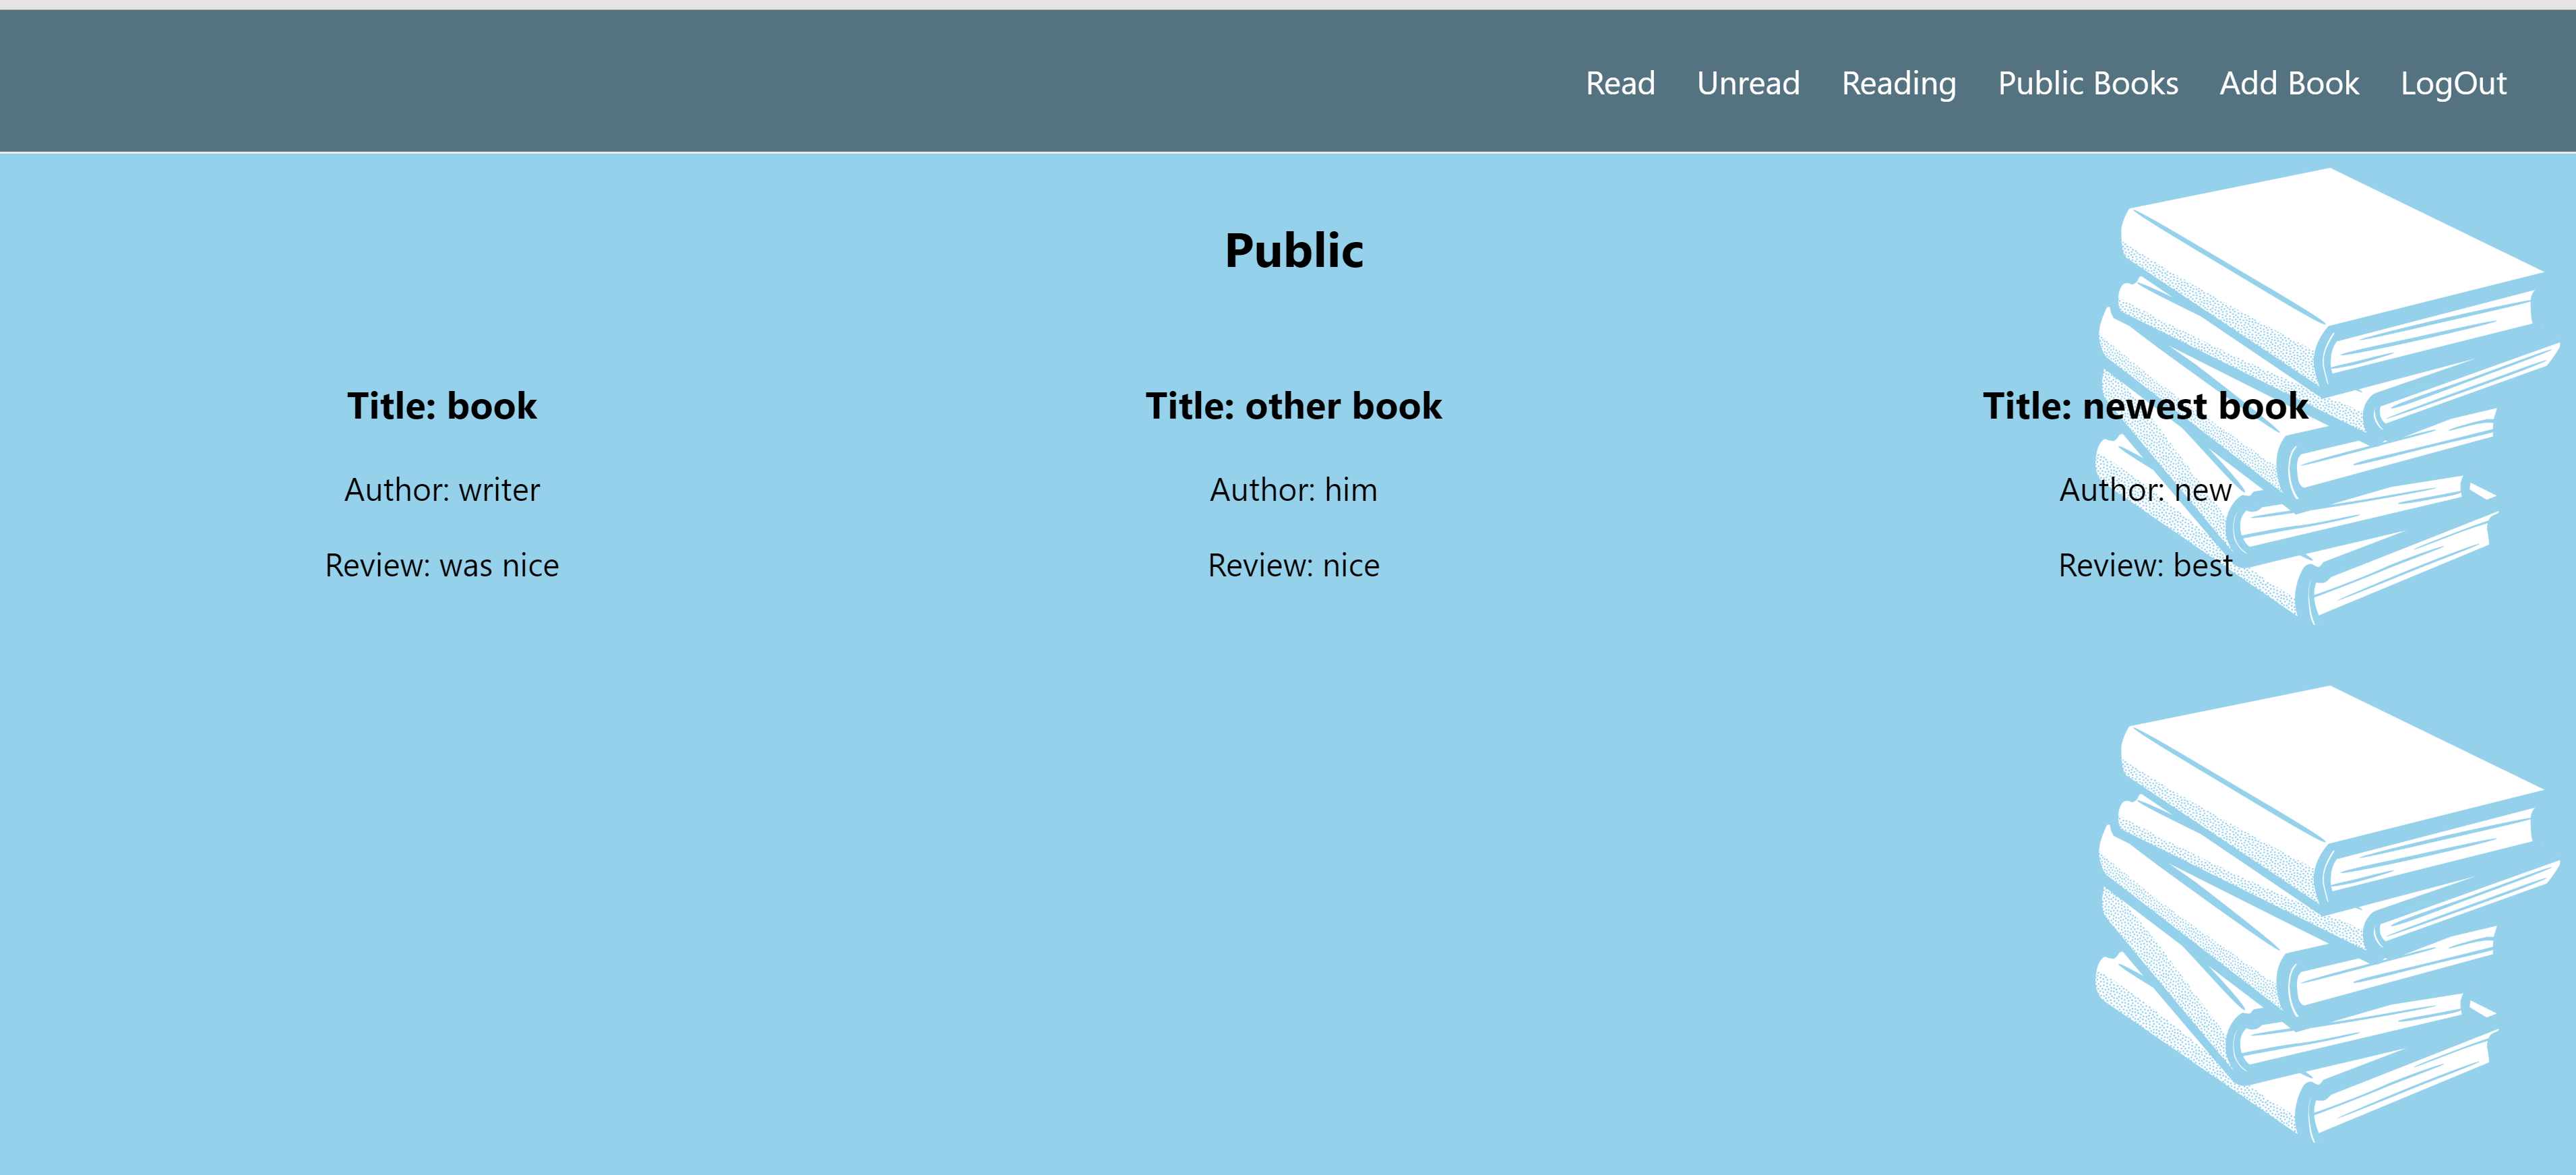 Read Unread Reading Public Books Add Book LogOut
Public
Title: book
Author: writer
Review: was nice
Title: other book
Author: him
Review: nice
Title: newest book
Author: new
Review: best